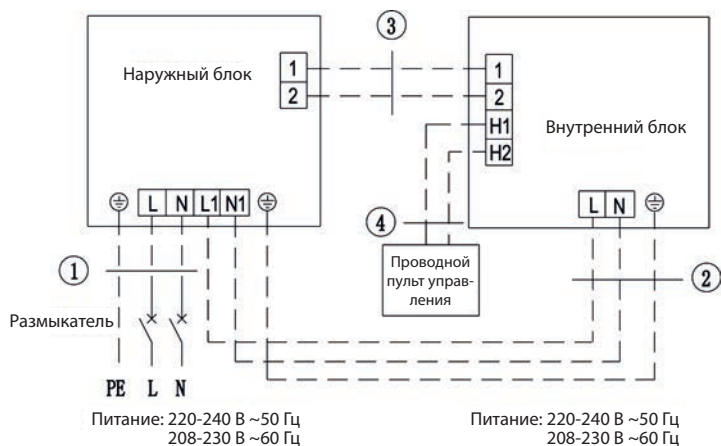 3
Наружный блок
1
2
1
2
H1
H2
Внутренний блок
L N L1 N1
L N
4
Проводной
пульт управ-
ления
1
2
Размыкатель
PE L N
Питание: 220-240 В ~50 Гц
208-230 В ~60 Гц
Питание: 220-240 В ~50 Гц
208-230 В ~60 Гц